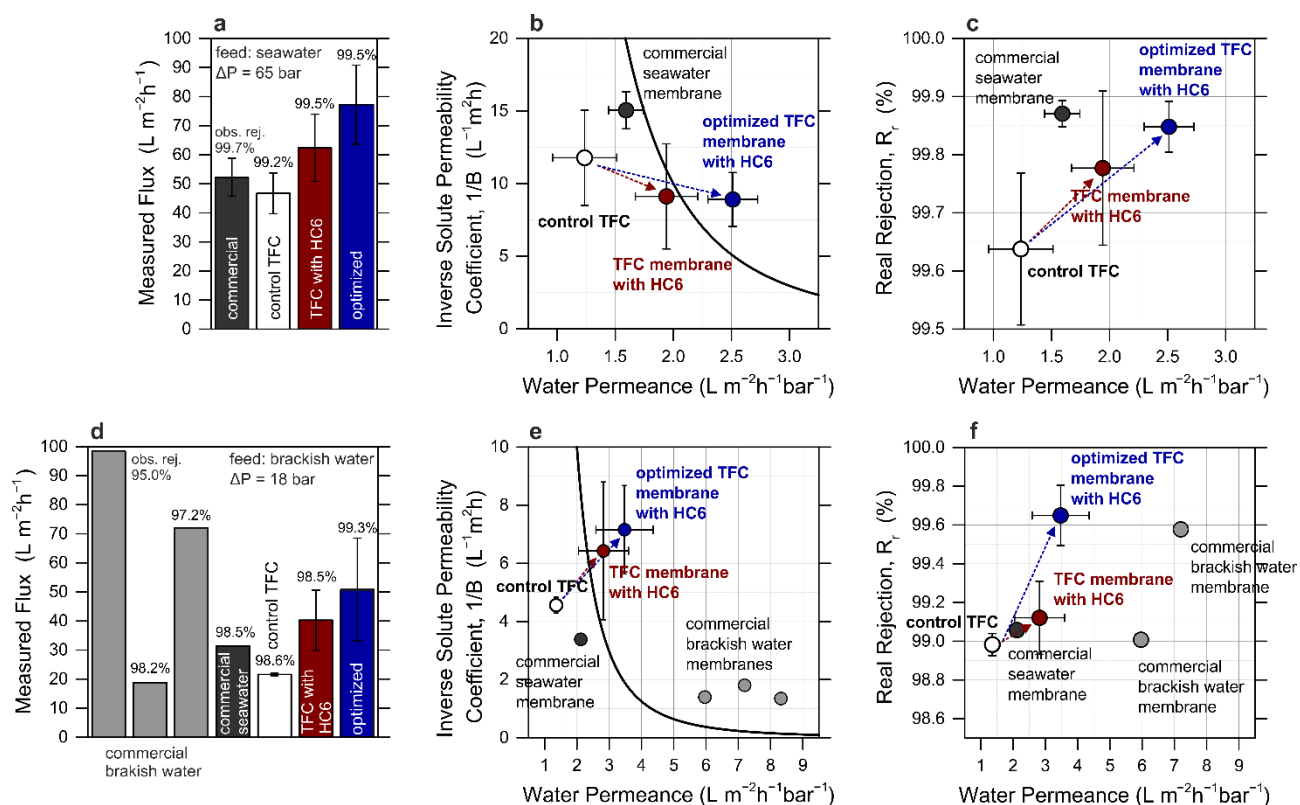 a
Measured Flux (L m⁻²h⁻¹)
100
90
80
70
60
50
40
30
20
10
0
feed: seawater
ΔP = 65 bar
obs. rej.
99.7%
99.2%
99.5%
99.5%
commercial
control TFC
TFC with HC6
optimized
b
Inverse Solute Permeability
Coefficient, 1/B (L⁻¹m²h)
20
15
10
5
0
commercial
seawater
membrane
optimized TFC
membrane
with HC6
control TFC
TFC membrane
with HC6
1.0 1.5 2.0 2.5 3.0
Water Permeance (L m⁻²h⁻¹bar⁻¹)
c
Real Rejection, Rr (%)
100.0
99.9
99.8
99.7
99.6
99.5
commercial
seawater
membrane
optimized TFC
membrane
with HC6
TFC membrane
with HC6
control TFC
1.0 1.5 2.0 2.5 3.0
Water Permeance (L m⁻²h⁻¹bar⁻¹)
d
Measured Flux (L m⁻²h⁻¹)
100
90
80
70
60
50
40
30
20
10
0
obs. rej.
95.0%
feed: brackish water
ΔP = 18 bar
98.2%
97.2%
98.5%
98.6%
98.5%
99.3%
commercial
seawater
control TFC
TFC with
HC6
optimized
commercial
brakish water
e
Inverse Solute Permeability
Coefficient, 1/B (L⁻¹m²h)
10
8
6
4
2
0
optimized TFC
membrane
with HC6
control TFC
TFC membrane
with HC6
commercial
seawater
membrane
commercial
brackish water
membranes
1 2 3 4 5 6 7 8 9
Water Permeance (L m⁻²h⁻¹bar⁻¹)
f
Real Rejection, Rr (%)
100.0
99.8
99.6
99.4
99.2
99.0
98.8
98.6
optimized TFC
membrane
with HC6
commercial
brackish water
membrane
TFC membrane
with HC6
control TFC
commercial
seawater
membrane
commercial
brackish water
membrane
1 2 3 4 5 6 7 8 9
Water Permeance (L m⁻²h⁻¹bar⁻¹)